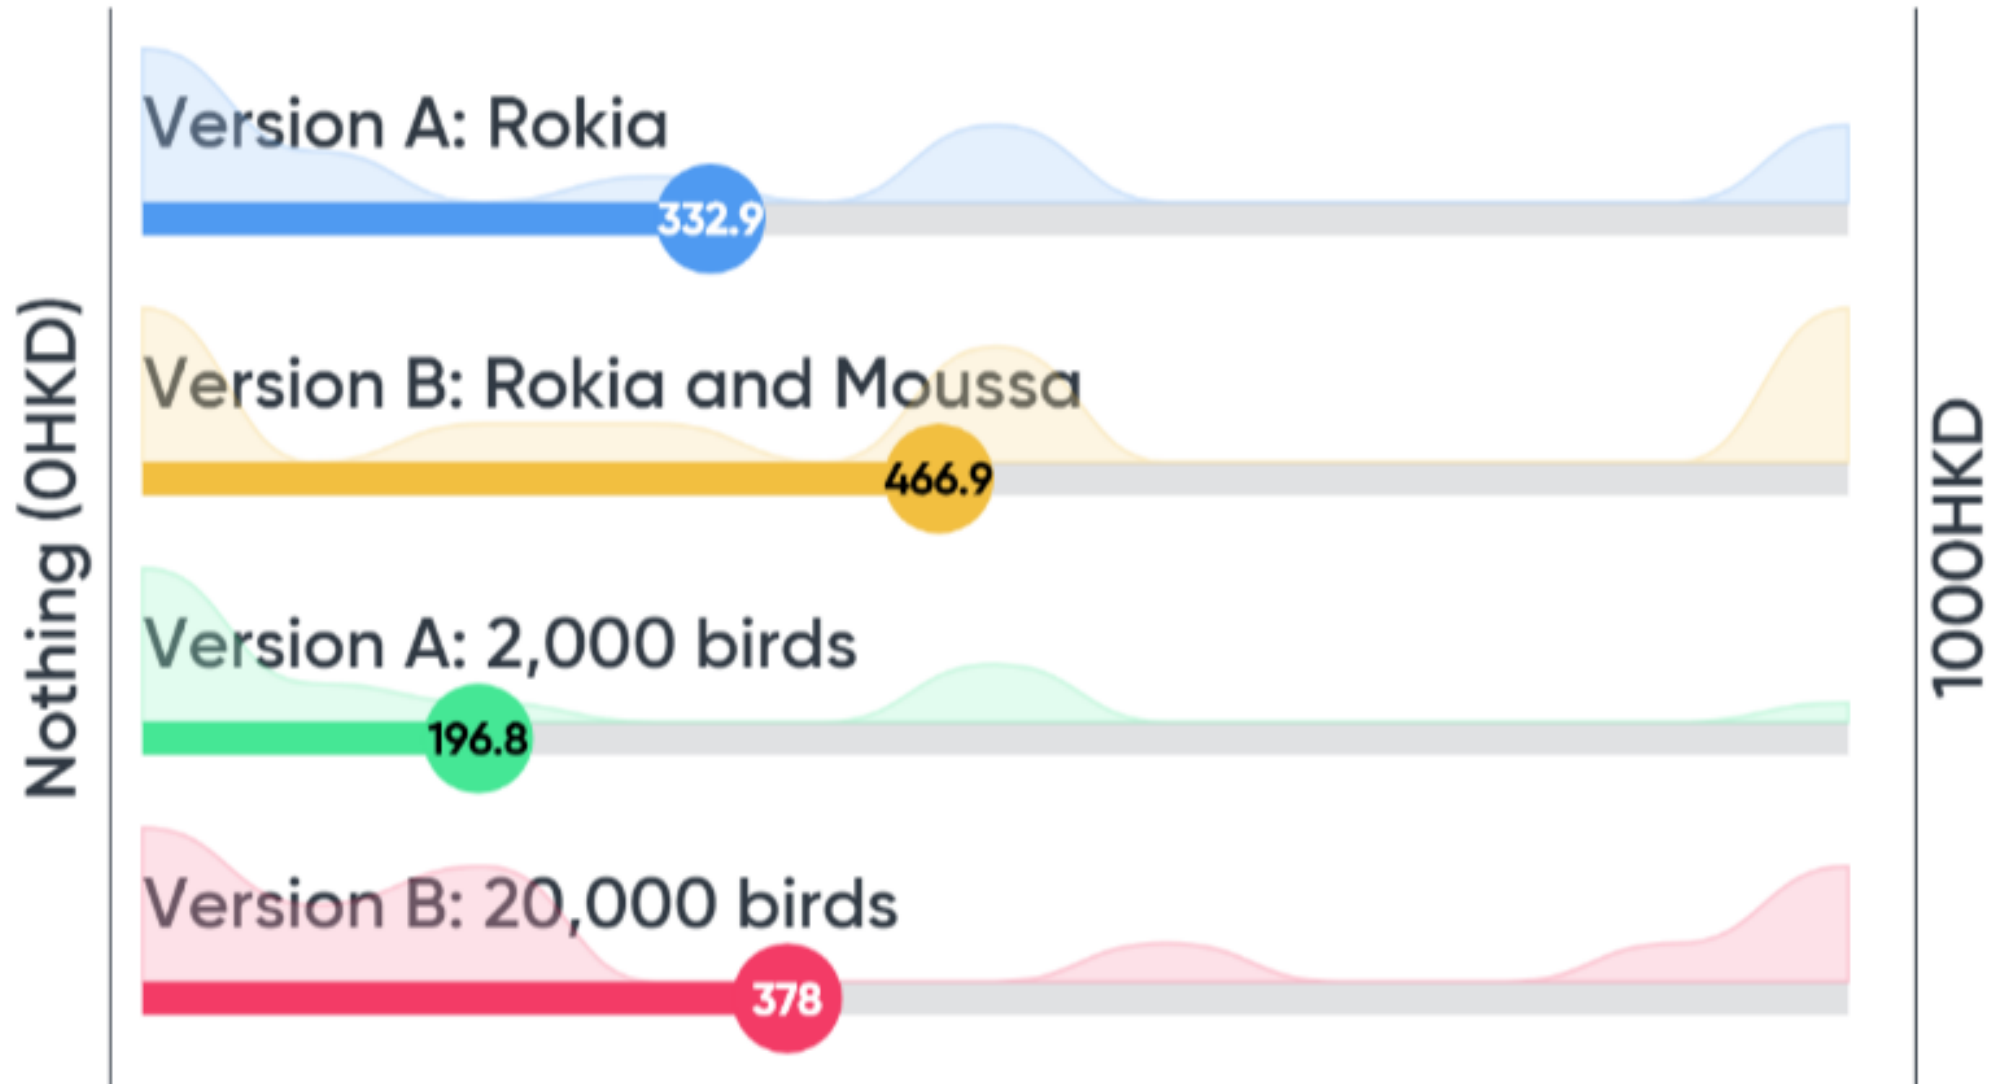 Nothing (0HKD)
Version A: Rokia
332.9
Version B: Rokia and Moussa
466.9
Version A: 2,000 birds
196.8
Version B: 20,000 birds
378
1000HKD